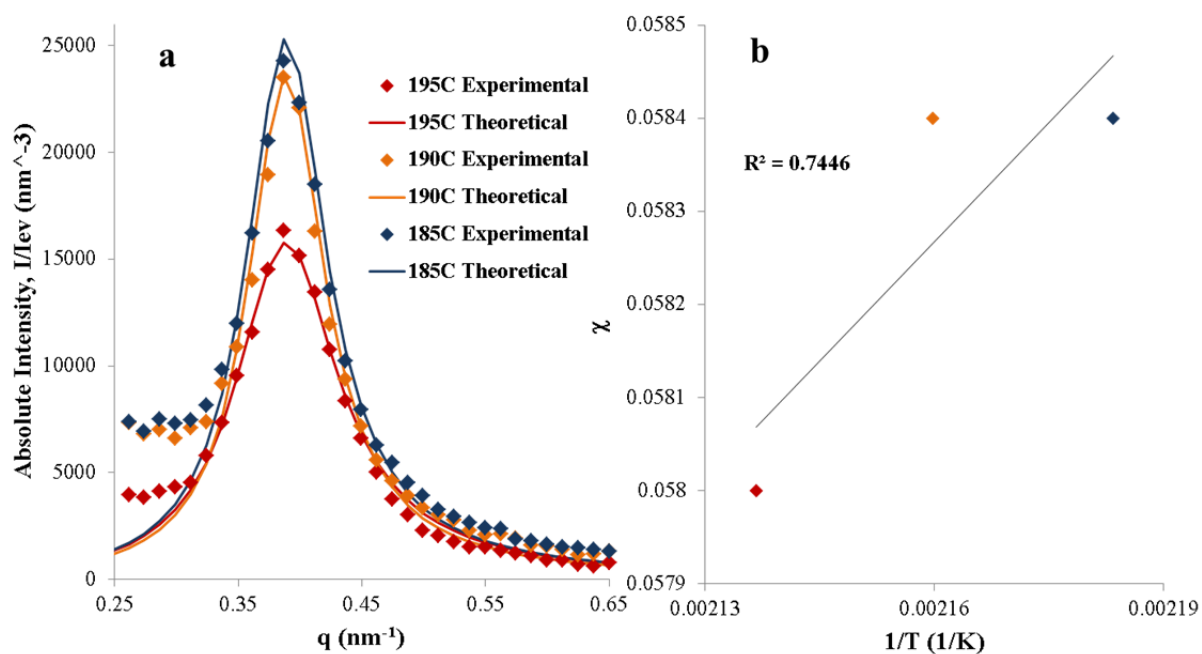 a
Absolute Intensity, I/Iev (nm^-3)
25000
20000
15000
10000
5000
0
0.25
0.35
0.45
0.55
0.65
q (nm⁻¹)
195C Experimental
195C Theoretical
190C Experimental
190C Theoretical
185C Experimental
185C Theoretical
b
χ
0.0585
0.0584
0.0583
0.0582
0.0581
0.058
0.0579
0.00213
0.00216
0.00219
1/T (1/K)
R² = 0.7446